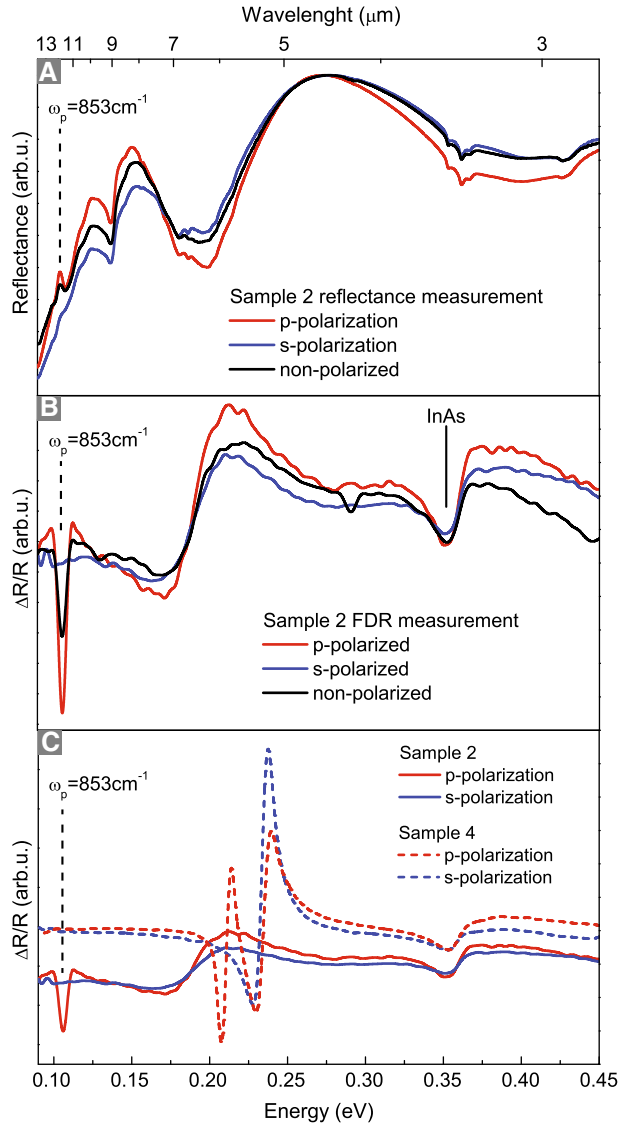 Wavelenght (μm)
13 11 9 7 5 3
A
ωp=853cm-1
Reflectance (arb.u.)
Sample 2 reflectance measurement
p-polarization
s-polarization
non-polarized
B
ωp=853cm-1
InAs
ΔR/R (arb.u.)
Sample 2 FDR measurement
p-polarized
s-polarized
non-polarized
C
ωp=853cm-1
Sample 2
p-polarization
s-polarization
Sample 4
p-polarization
s-polarization
ΔR/R (arb.u.)
0.10 0.15 0.20 0.25 0.30 0.35 0.40 0.45
Energy (eV)